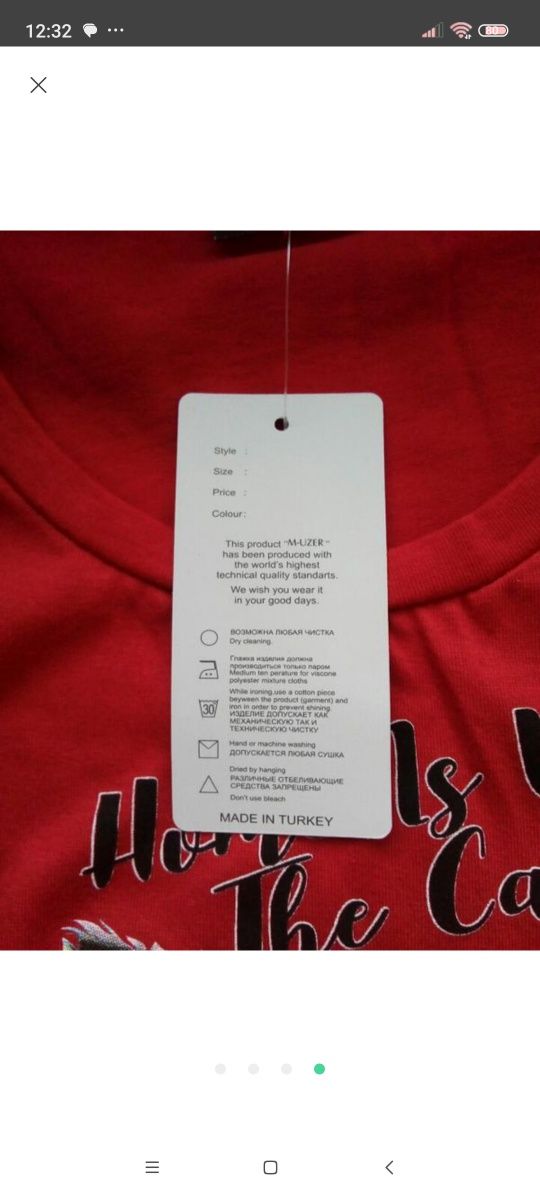 12:32
80
Style :
Size :
Price :
Colour:
This product "M-UZER"
has been produced with
the world's highest
technical quality standarts.
We wish you wear it
in your good days.
ВОЗМОЖНА ЛЮБАЯ ЧИСТКА
Dry cleaning.
Глажка изделия должна
производиться только паром
Medium ten perature for viscone
polyester mixture cloths
While ironing,use a cotton piece
beyween the product (garment) and
iron in order to prevent shining.
30
ИЗДЕЛИЕ ДОПУСКАЕТ КАК
МЕХАНИЧЕСКУЮ ТАК И
ТЕХНИЧЕСКУЮ ЧИСТКУ
Hand or machine washing
ДОПУСКАЕТСЯ ЛЮБАЯ СУШКА
Dried by hanging
РАЗЛИЧНЫЕ ОТБЕЛИВАЮЩИЕ
СРЕДСТВА ЗАПРЕЩЕНЫ
Don't use bleach
MADE IN TURKEY
Is
The Ca